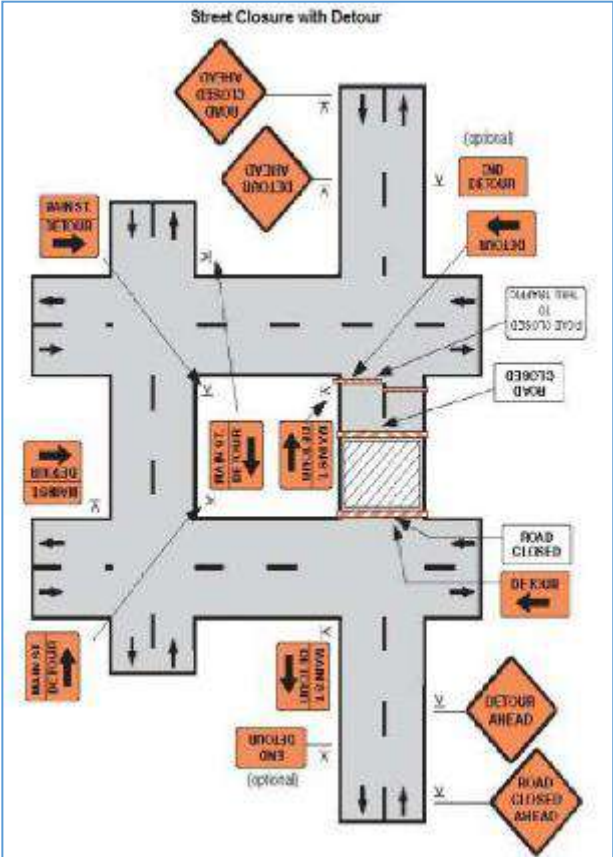 Street Closure with Detour
ROAD
CLOSED
AHEAD
DETOUR
AHEAD
(optional)
END
DETOUR
MAIN ST.
DETOUR
DETOUR
ROAD CLOSED
TO
THRU TRAFFIC
ROAD
CLOSED
MAIN ST.
DETOUR
MAIN ST.
DETOUR
MAIN ST.
DETOUR
ROAD
CLOSED
DETOUR
MAIN ST.
DETOUR
MAIN ST.
DETOUR
DETOUR
AHEAD
END
DETOUR
(optional)
ROAD
CLOSED
AHEAD